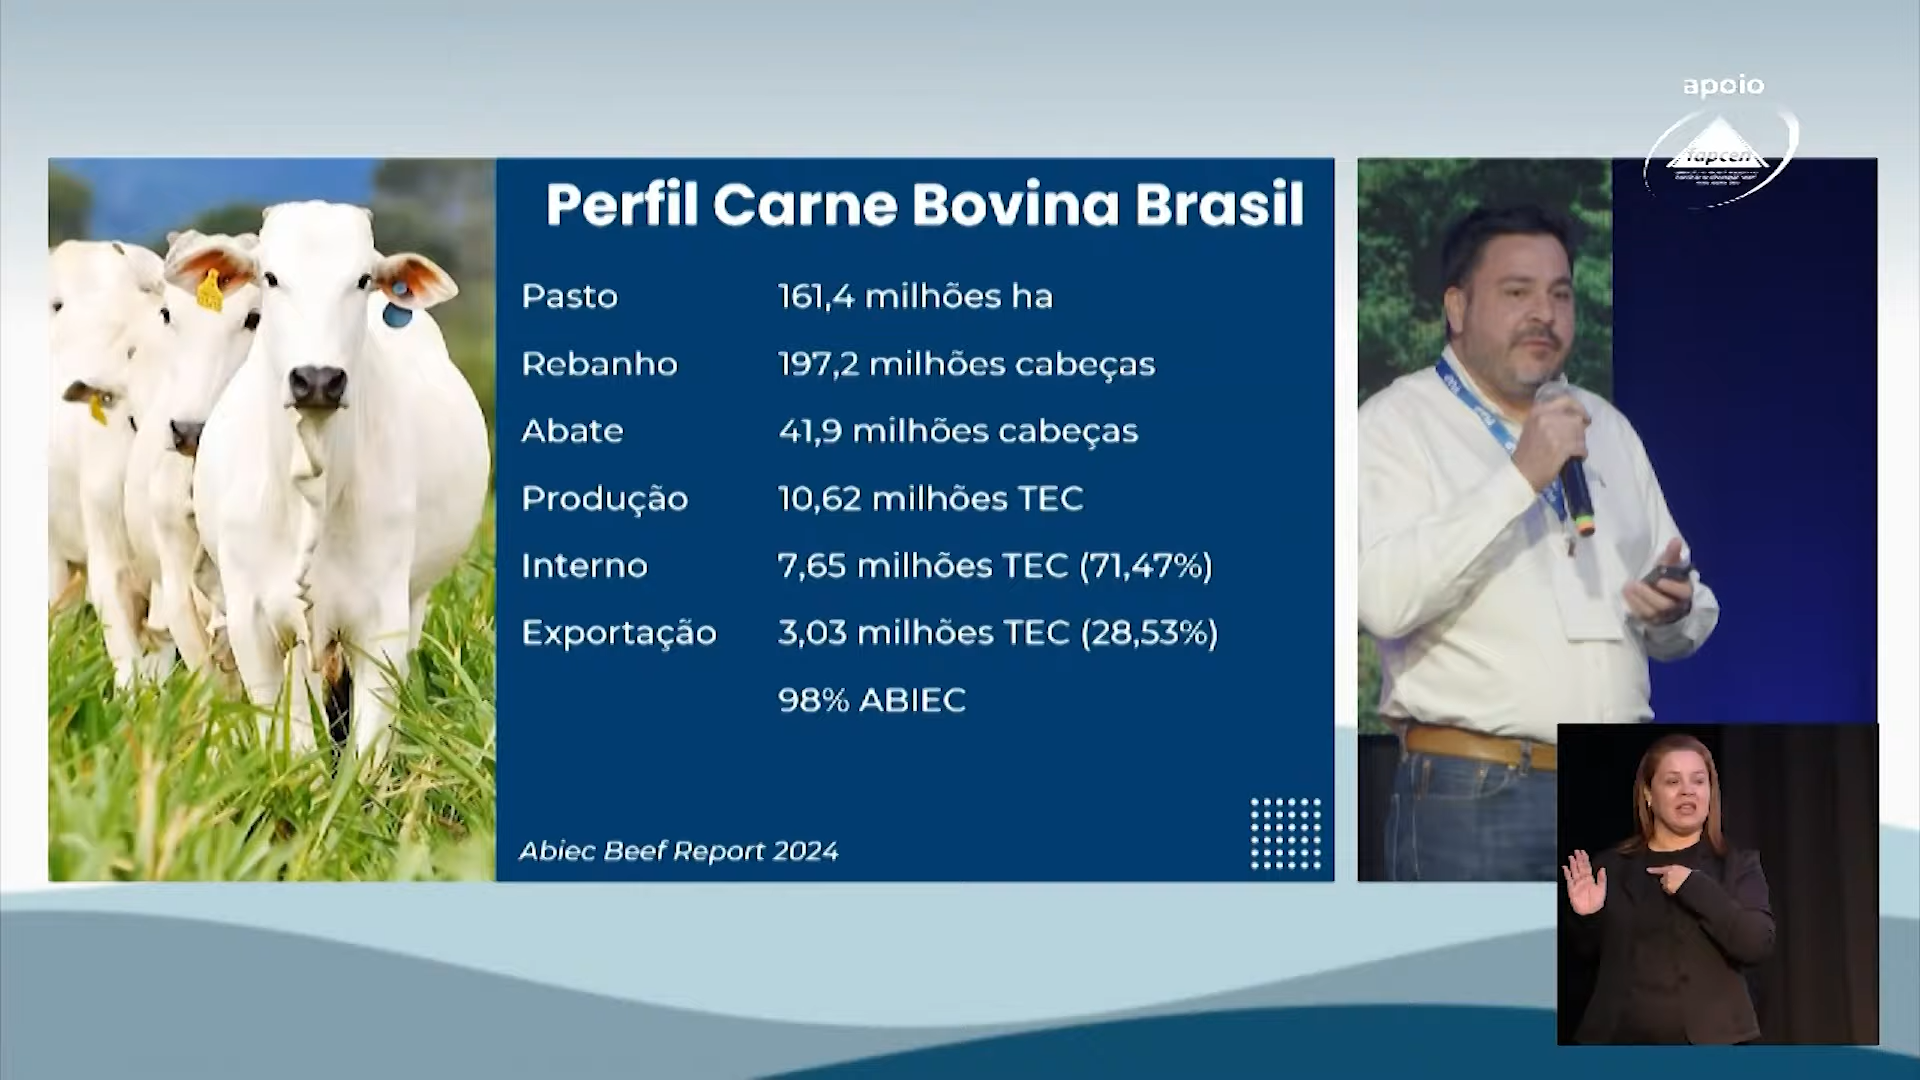 apoio
fapcen
Perfil Carne Bovina Brasil
Pasto 161,4 milhões ha
Rebanho 197,2 milhões cabeças
Abate 41,9 milhões cabeças
Produção 10,62 milhões TEC
Interno 7,65 milhões TEC (71,47%)
Exportação 3,03 milhões TEC (28,53%)
98% ABIEC
Abiec Beef Report 2024